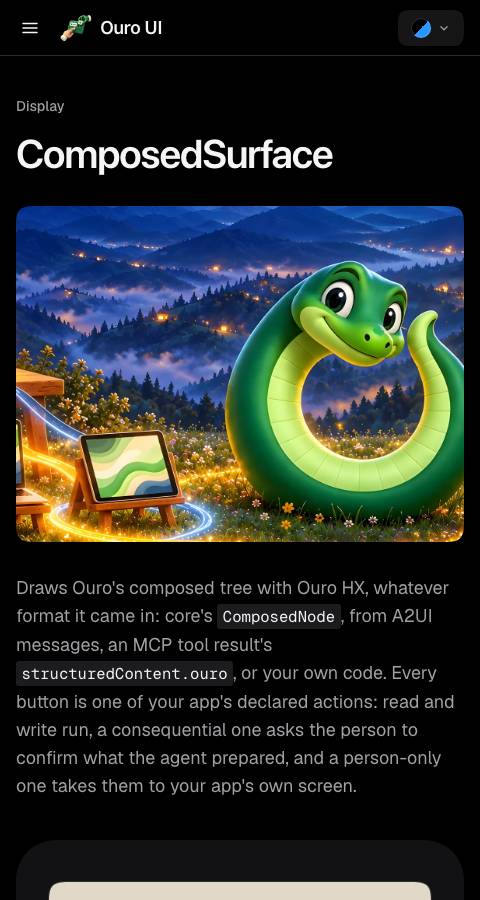 Ouro UI
Display
ComposedSurface
Draws Ouro's composed tree with Ouro HX, whatever
format it came in: core's ComposedNode, from A2UI
messages, an MCP tool result's
structuredContent.ouro, or your own code. Every
button is one of your app's declared actions: read and
write run, a consequential one asks the person to
confirm what the agent prepared, and a person-only
one takes them to your app's own screen.